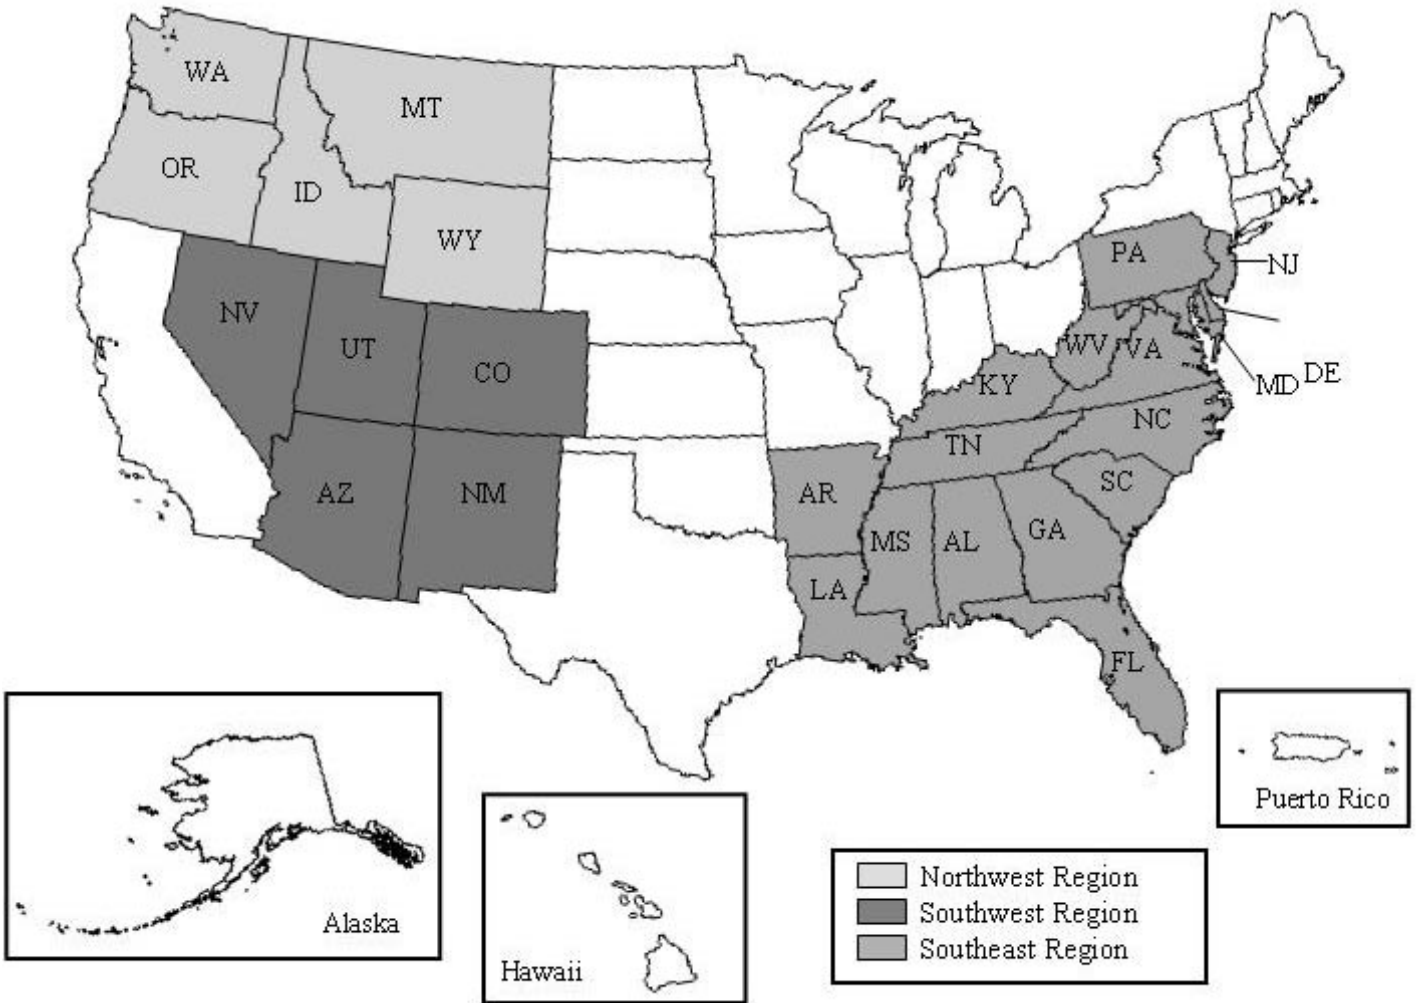 WA
MT
OR
ID
WY
PA
NJ
NV
UT
CO
WV
VA
KY
MD
DE
NC
TN
SC
AZ
NM
AR
MS
AL
GA
LA
FL
Puerto Rico
Alaska
Hawaii
Northwest Region
Southwest Region
Southeast Region